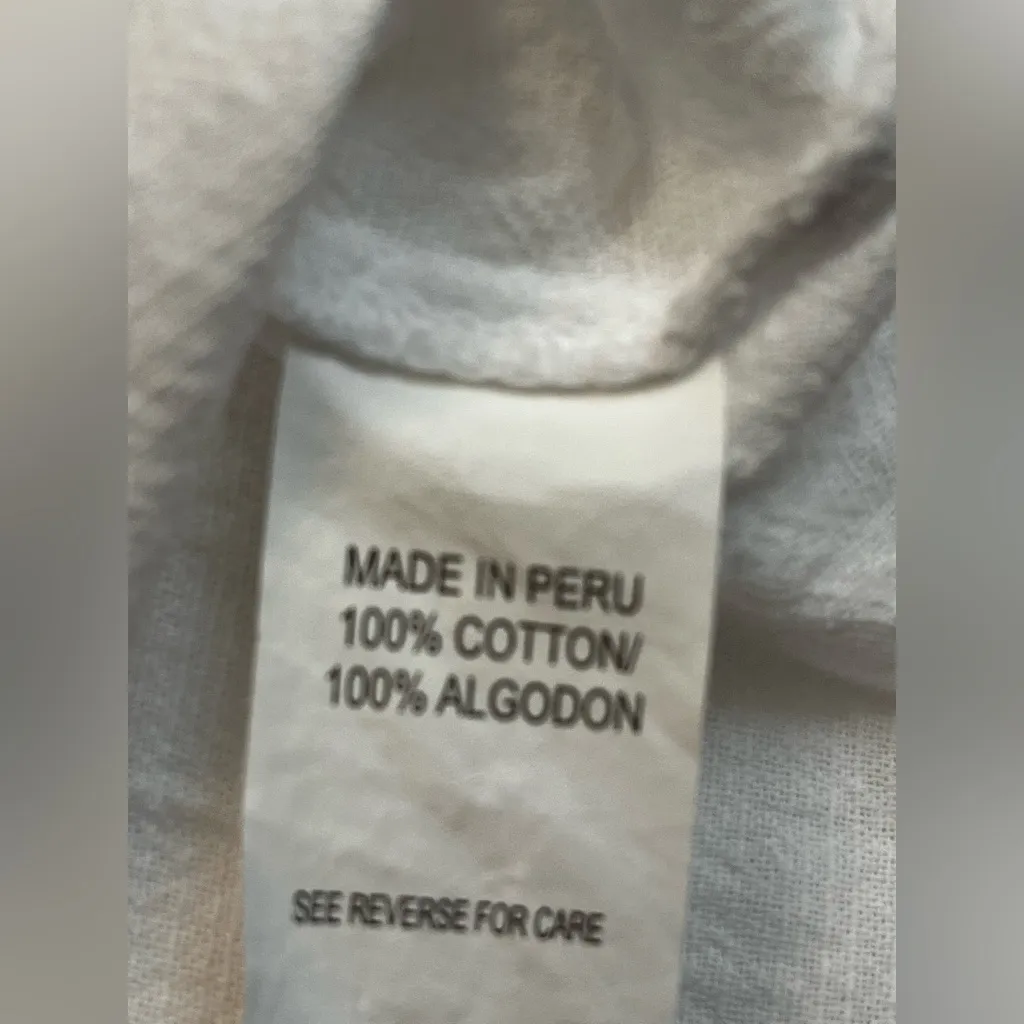 MADE IN PERU
100% COTTON/
100% ALGODON
SEE REVERSE FOR CARE